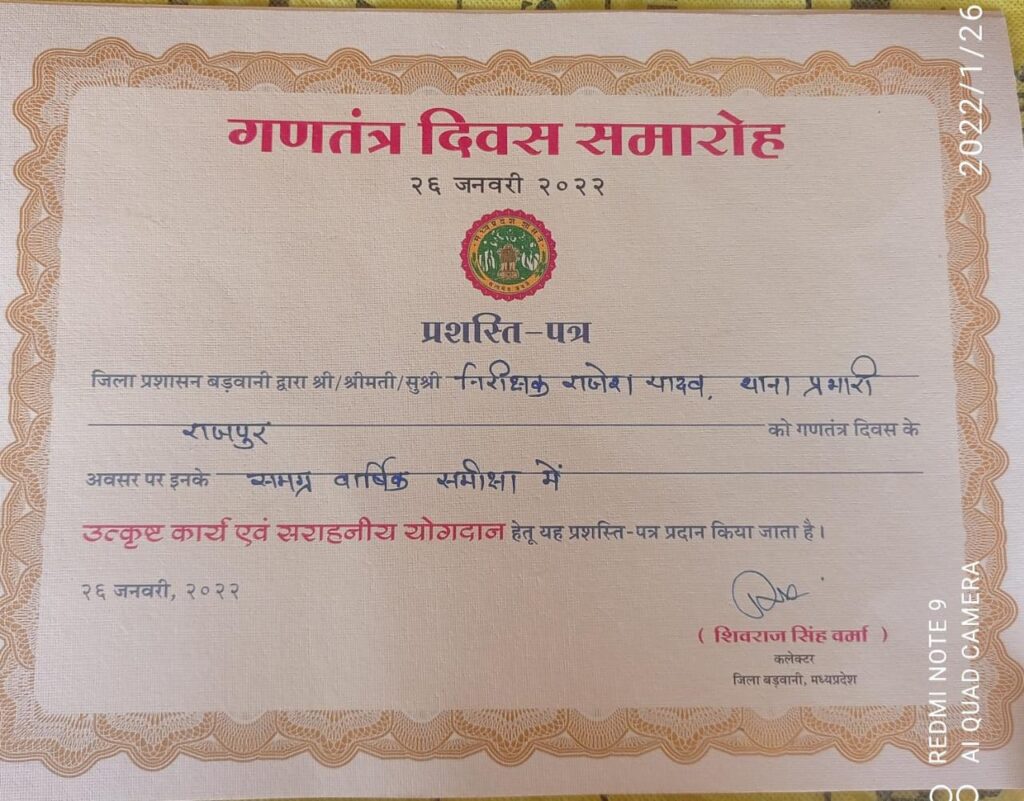 गणतंत्र दिवस समारोह
२६ जनवरी २०२२
प्रशस्ति-पत्र
जिला प्रशासन बड़वानी द्वारा श्री/श्रीमती/सुश्री निरीक्षक राजेश यादव, थाना प्रभारी
राजपुर को गणतंत्र दिवस के
अवसर पर इनके समग्र वार्षिक समीक्षा में
उत्कृष्ट कार्य एवं सराहनीय योगदान हेतू यह प्रशस्ति-पत्र प्रदान किया जाता है।
२६ जनवरी, २०२२
( शिवराज सिंह वर्मा )
कलेक्टर
जिला बड़वानी, मध्यप्रदेश
2022/1/26
REDMI NOTE 9
AI QUAD CAMERA